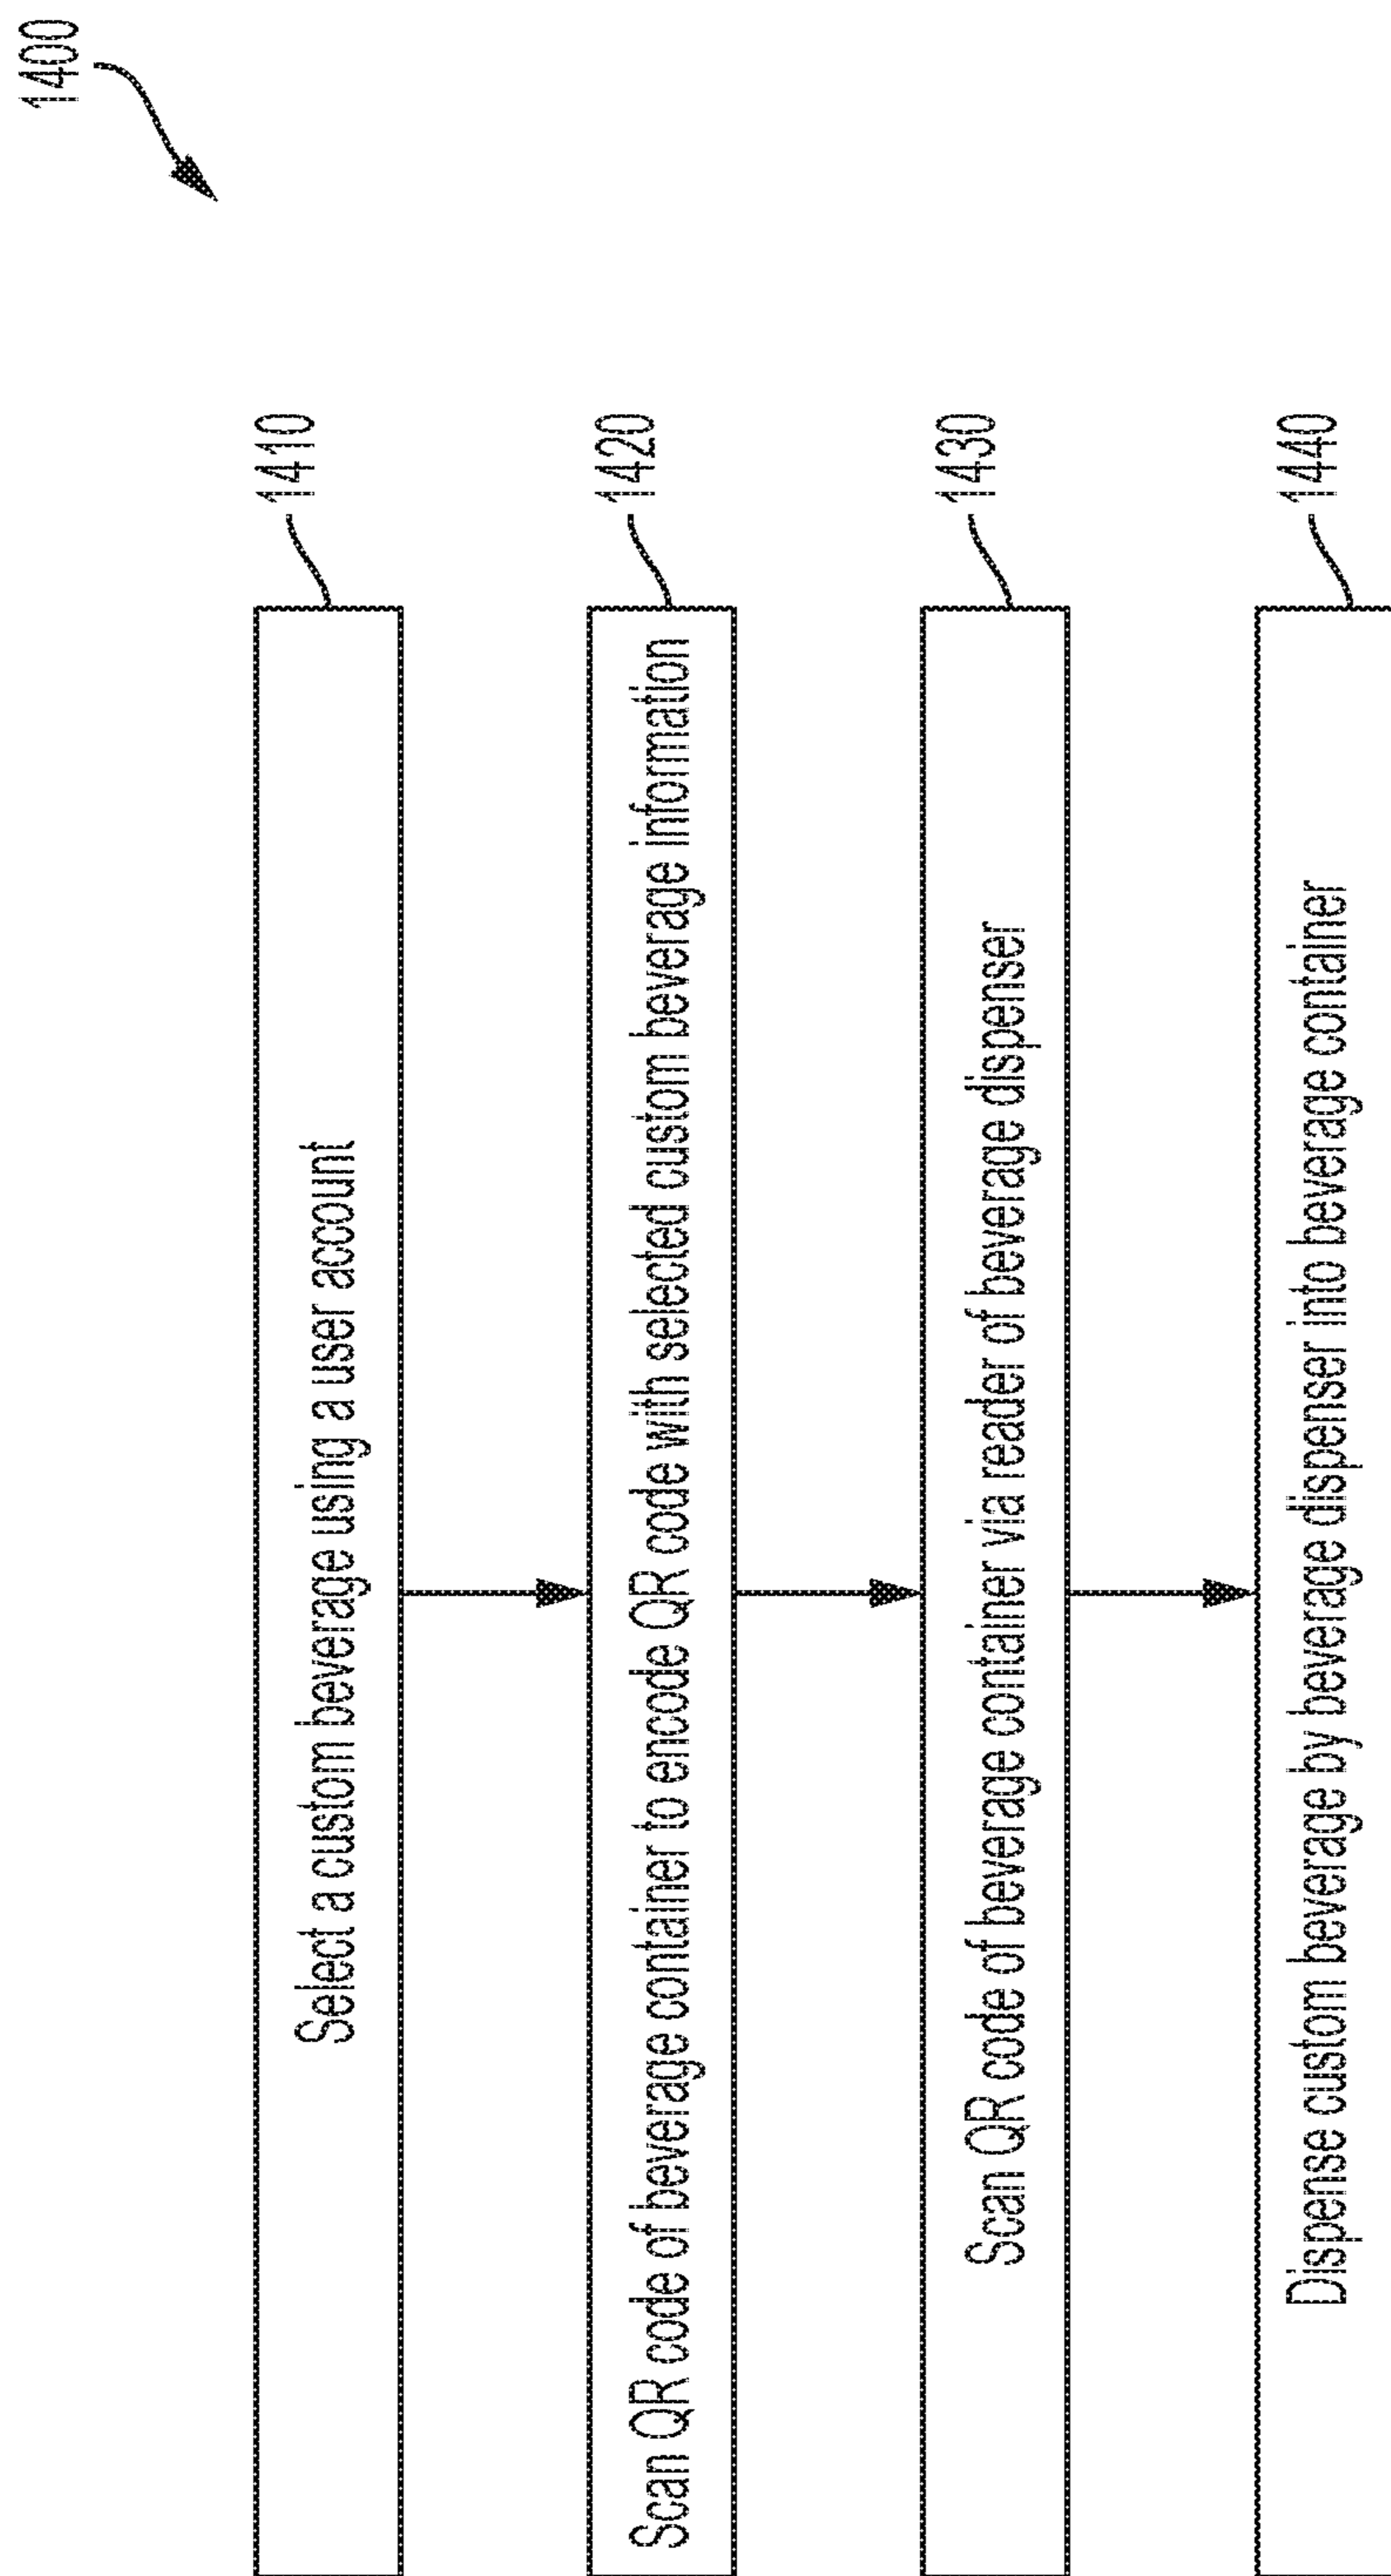 1400
1410
Select a custom beverage using a user account
1420
Scan QR code of beverage container to encode QR code with selected custom beverage information
1430
Scan QR code of beverage container via reader of beverage dispenser
1440
Dispense custom beverage by beverage dispenser into beverage container